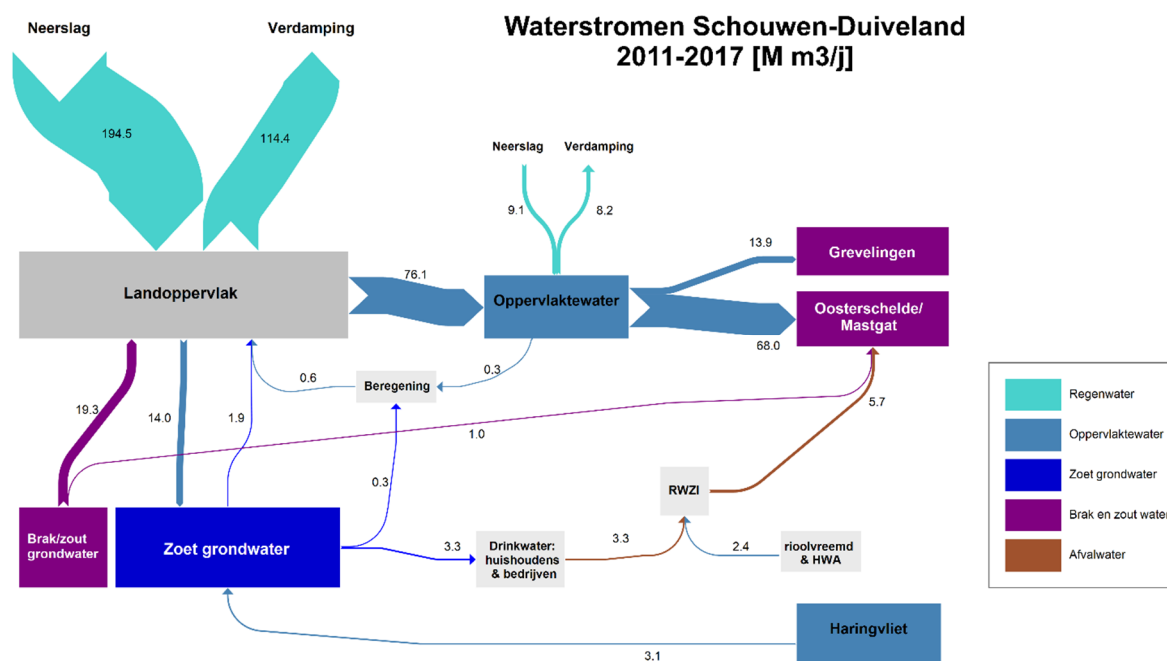 Waterstromen Schouwen-Duiveland
2011-2017 [M m3/j]
Neerslag
Verdamping
194.5
114.4
Neerslag
Verdamping
9.1
8.2
13.9
Grevelingen
Landoppervlak
76.1
Oppervlaktewater
Oosterschelde/
Mastgat
68.0
0.6
Beregening
0.3
5.7
19.3
14.0
1.9
1.0
0.3
RWZI
Brak/zout
grondwater
Zoet grondwater
3.3
Drinkwater:
huishoudens
& bedrijven
3.3
2.4
rioolvreemd
& HWA
Haringvliet
3.1
Regenwater
Oppervlaktewater
Zoet grondwater
Brak en zout water
Afvalwater